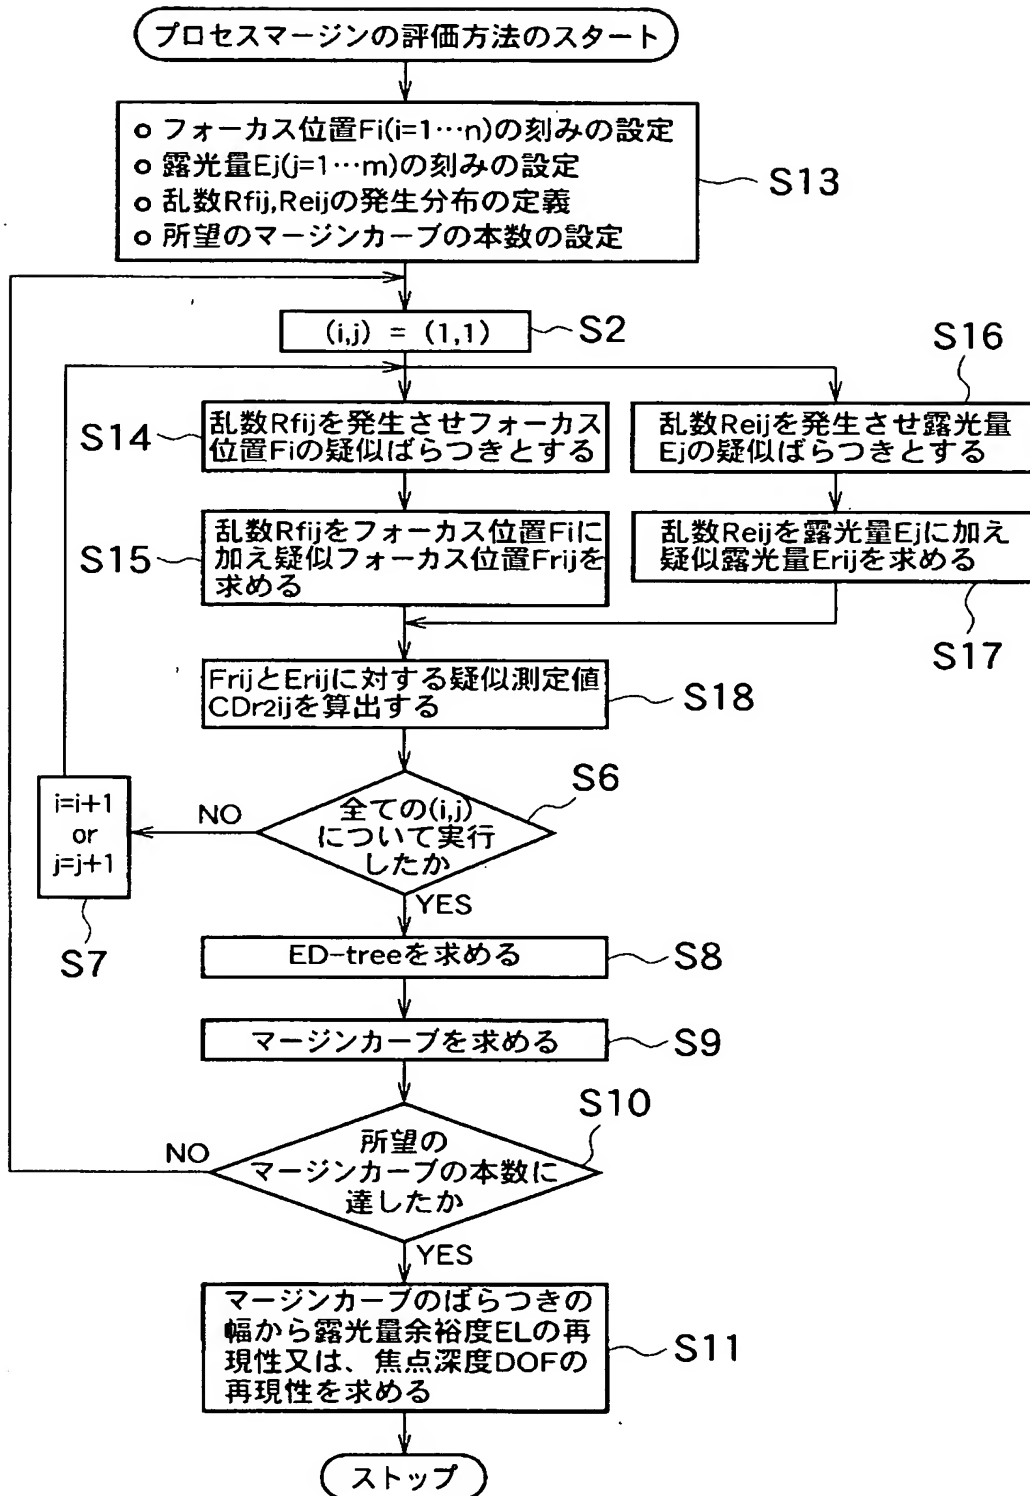 プロセスマージンの評価方法のスタート
o フォーカス位置Fi(i=1…n)の刻みの設定
o 露光量Ej(j=1…m)の刻みの設定
o 乱数Rfij,Reijの発生分布の定義
o 所望のマージンカーブの本数の設定
S13
(i,j) = (1,1)
S2
S14
乱数Rfijを発生させフォーカス
位置Fiの疑似ばらつきとする
S16
乱数Reijを発生させ露光量
Ejの疑似ばらつきとする
S15
乱数Rfijをフォーカス位置Fiに
加え疑似フォーカス位置Frijを
求める
乱数Reijを露光量Ejに加え
疑似露光量Erijを求める
S17
FrijとErijに対する疑似測定値
CDr2ijを算出する
S18
全ての(i,j)
について実行
したか
S6
NO
i=i+1
or
j=j+1
S7
YES
ED-treeを求める
S8
マージンカーブを求める
S9
所望の
マージンカーブの本数に
達したか
S10
NO
YES
マージンカーブのばらつきの
幅から露光量余裕度ELの再
現性又は、焦点深度DOFの
再現性を求める
S11
ストップ